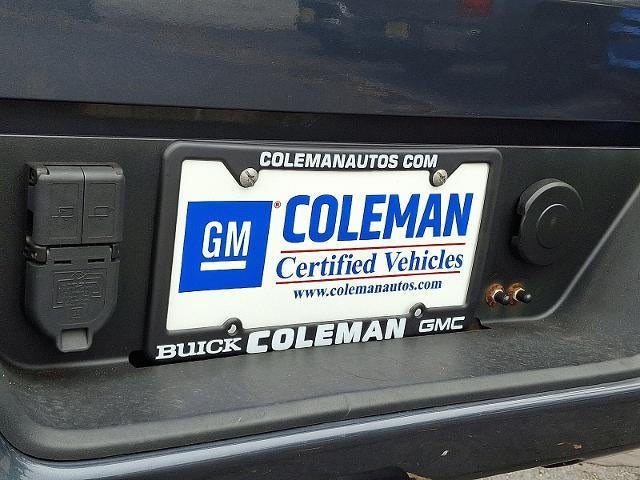 COLEMANAUTOS COM
GM® COLEMAN
Certified Vehicles
www.colemanautos.com
BUICK COLEMAN GMC